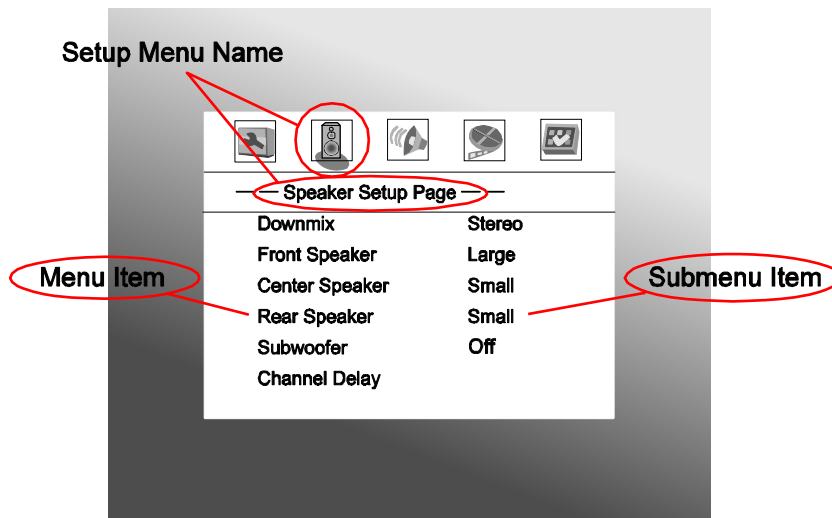 Setup Menu Name
— Speaker Setup Page —
Downmix Stereo
Front Speaker Large
Menu Item
Center Speaker Small
Submenu Item
Rear Speaker Small
Subwoofer Off
Channel Delay